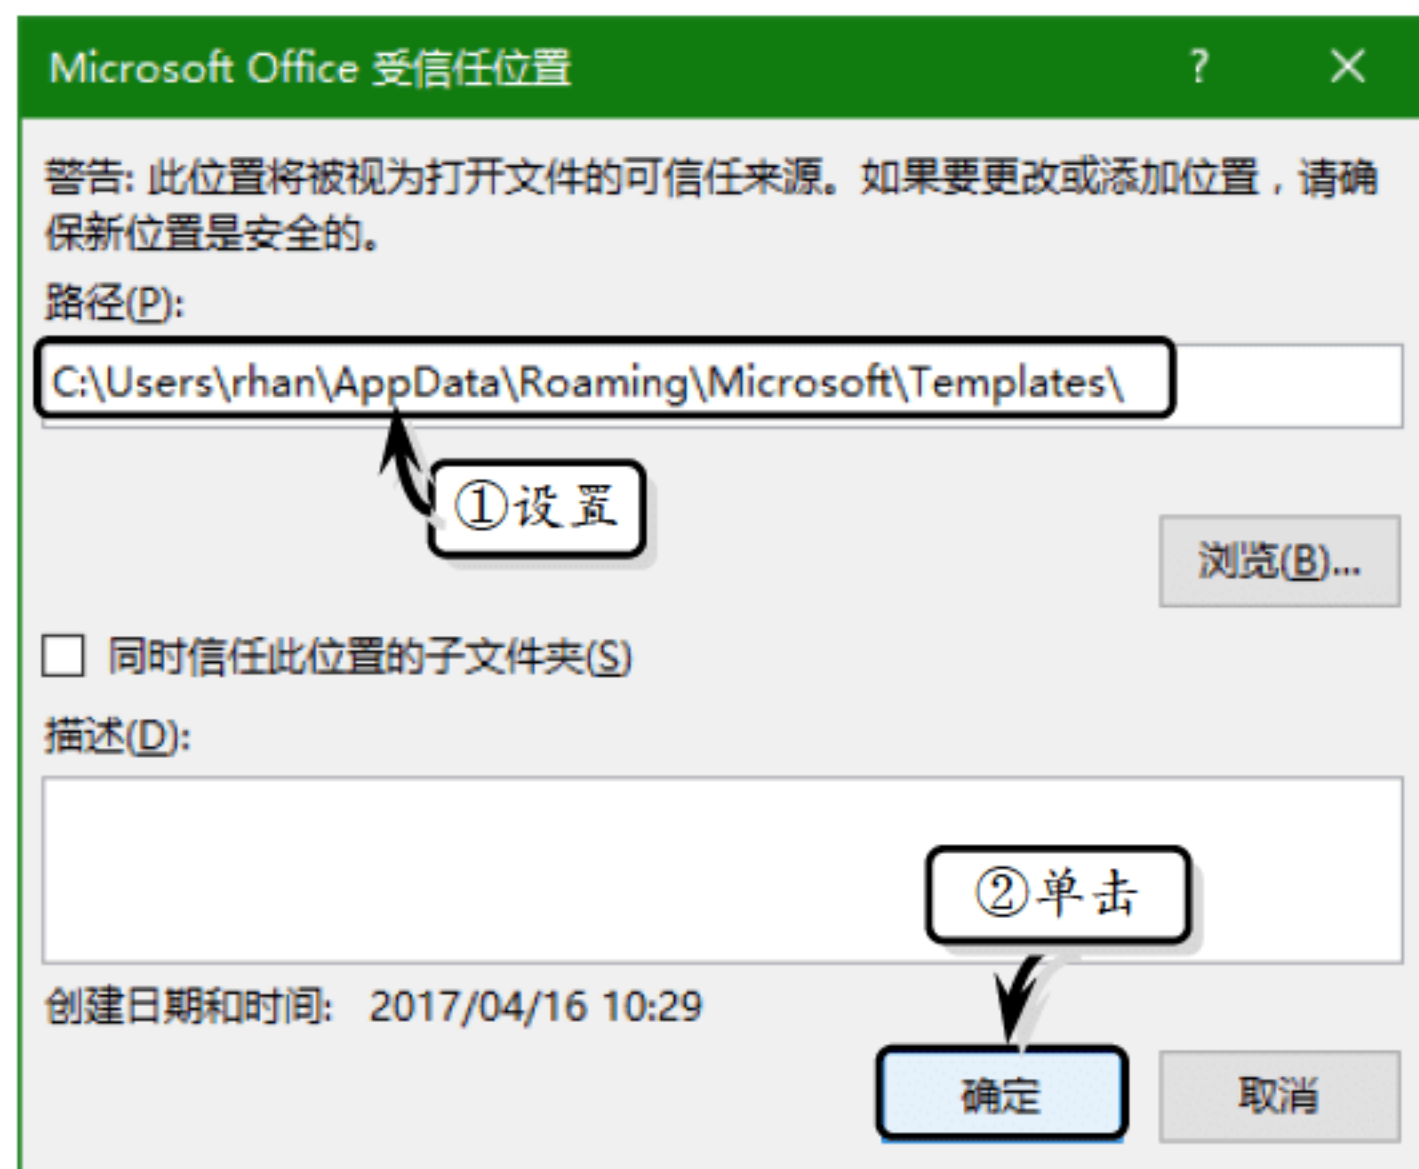 Microsoft Office 受信任位置
警告: 此位置将被视为打开文件的可信任来源。如果要更改或添加位置，请确
保新位置是安全的。
路径(P):
C:\Users\rhan\AppData\Roaming\Microsoft\Templates\
①设置
浏览(B)...
同时信任此位置的子文件夹(S)
描述(D):
②单击
创建日期和时间: 2017/04/16 10:29
确定 取消